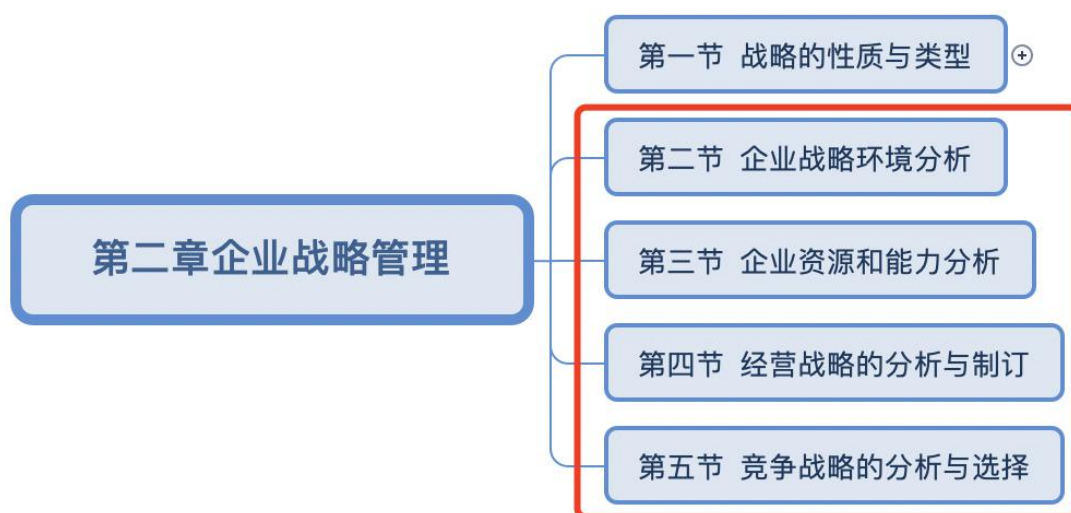 第一节 战略的性质与类型
第二节 企业战略环境分析
第二章企业战略管理
第三节 企业资源和能力分析
第四节 经营战略的分析与制订
第五节 竞争战略的分析与选择